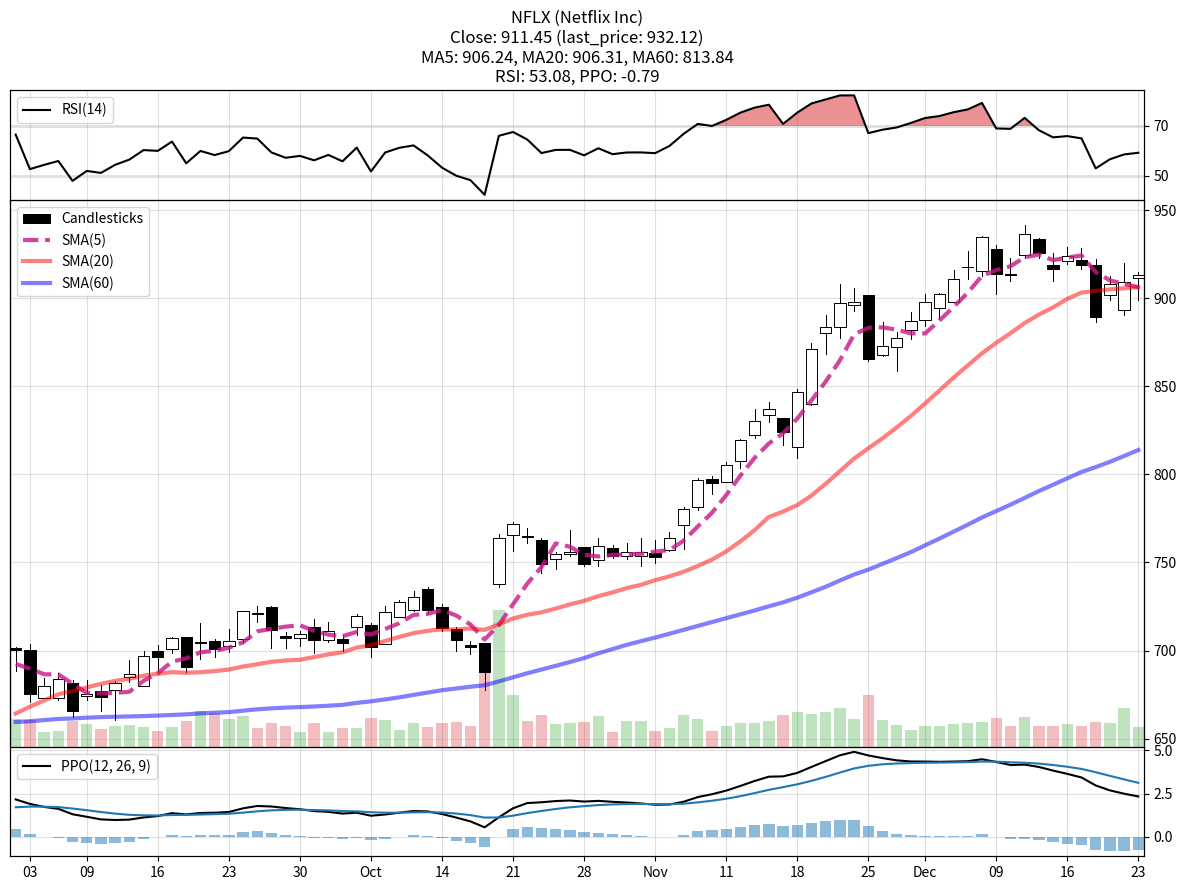 NFLX (Netflix Inc)
Close: 911.45 (last_price: 932.12)
MA5: 906.24, MA20: 906.31, MA60: 813.84
RSI: 53.08, PPO: -0.79
RSI(14)
70
50
Candlesticks
SMA(5)
SMA(20)
SMA(60)
950
900
850
800
750
700
650
PPO(12, 26, 9)
5.0
2.5
0.0
03 09 16 23 30 Oct 14 21 28 Nov 11 18 25 Dec 09 16 23